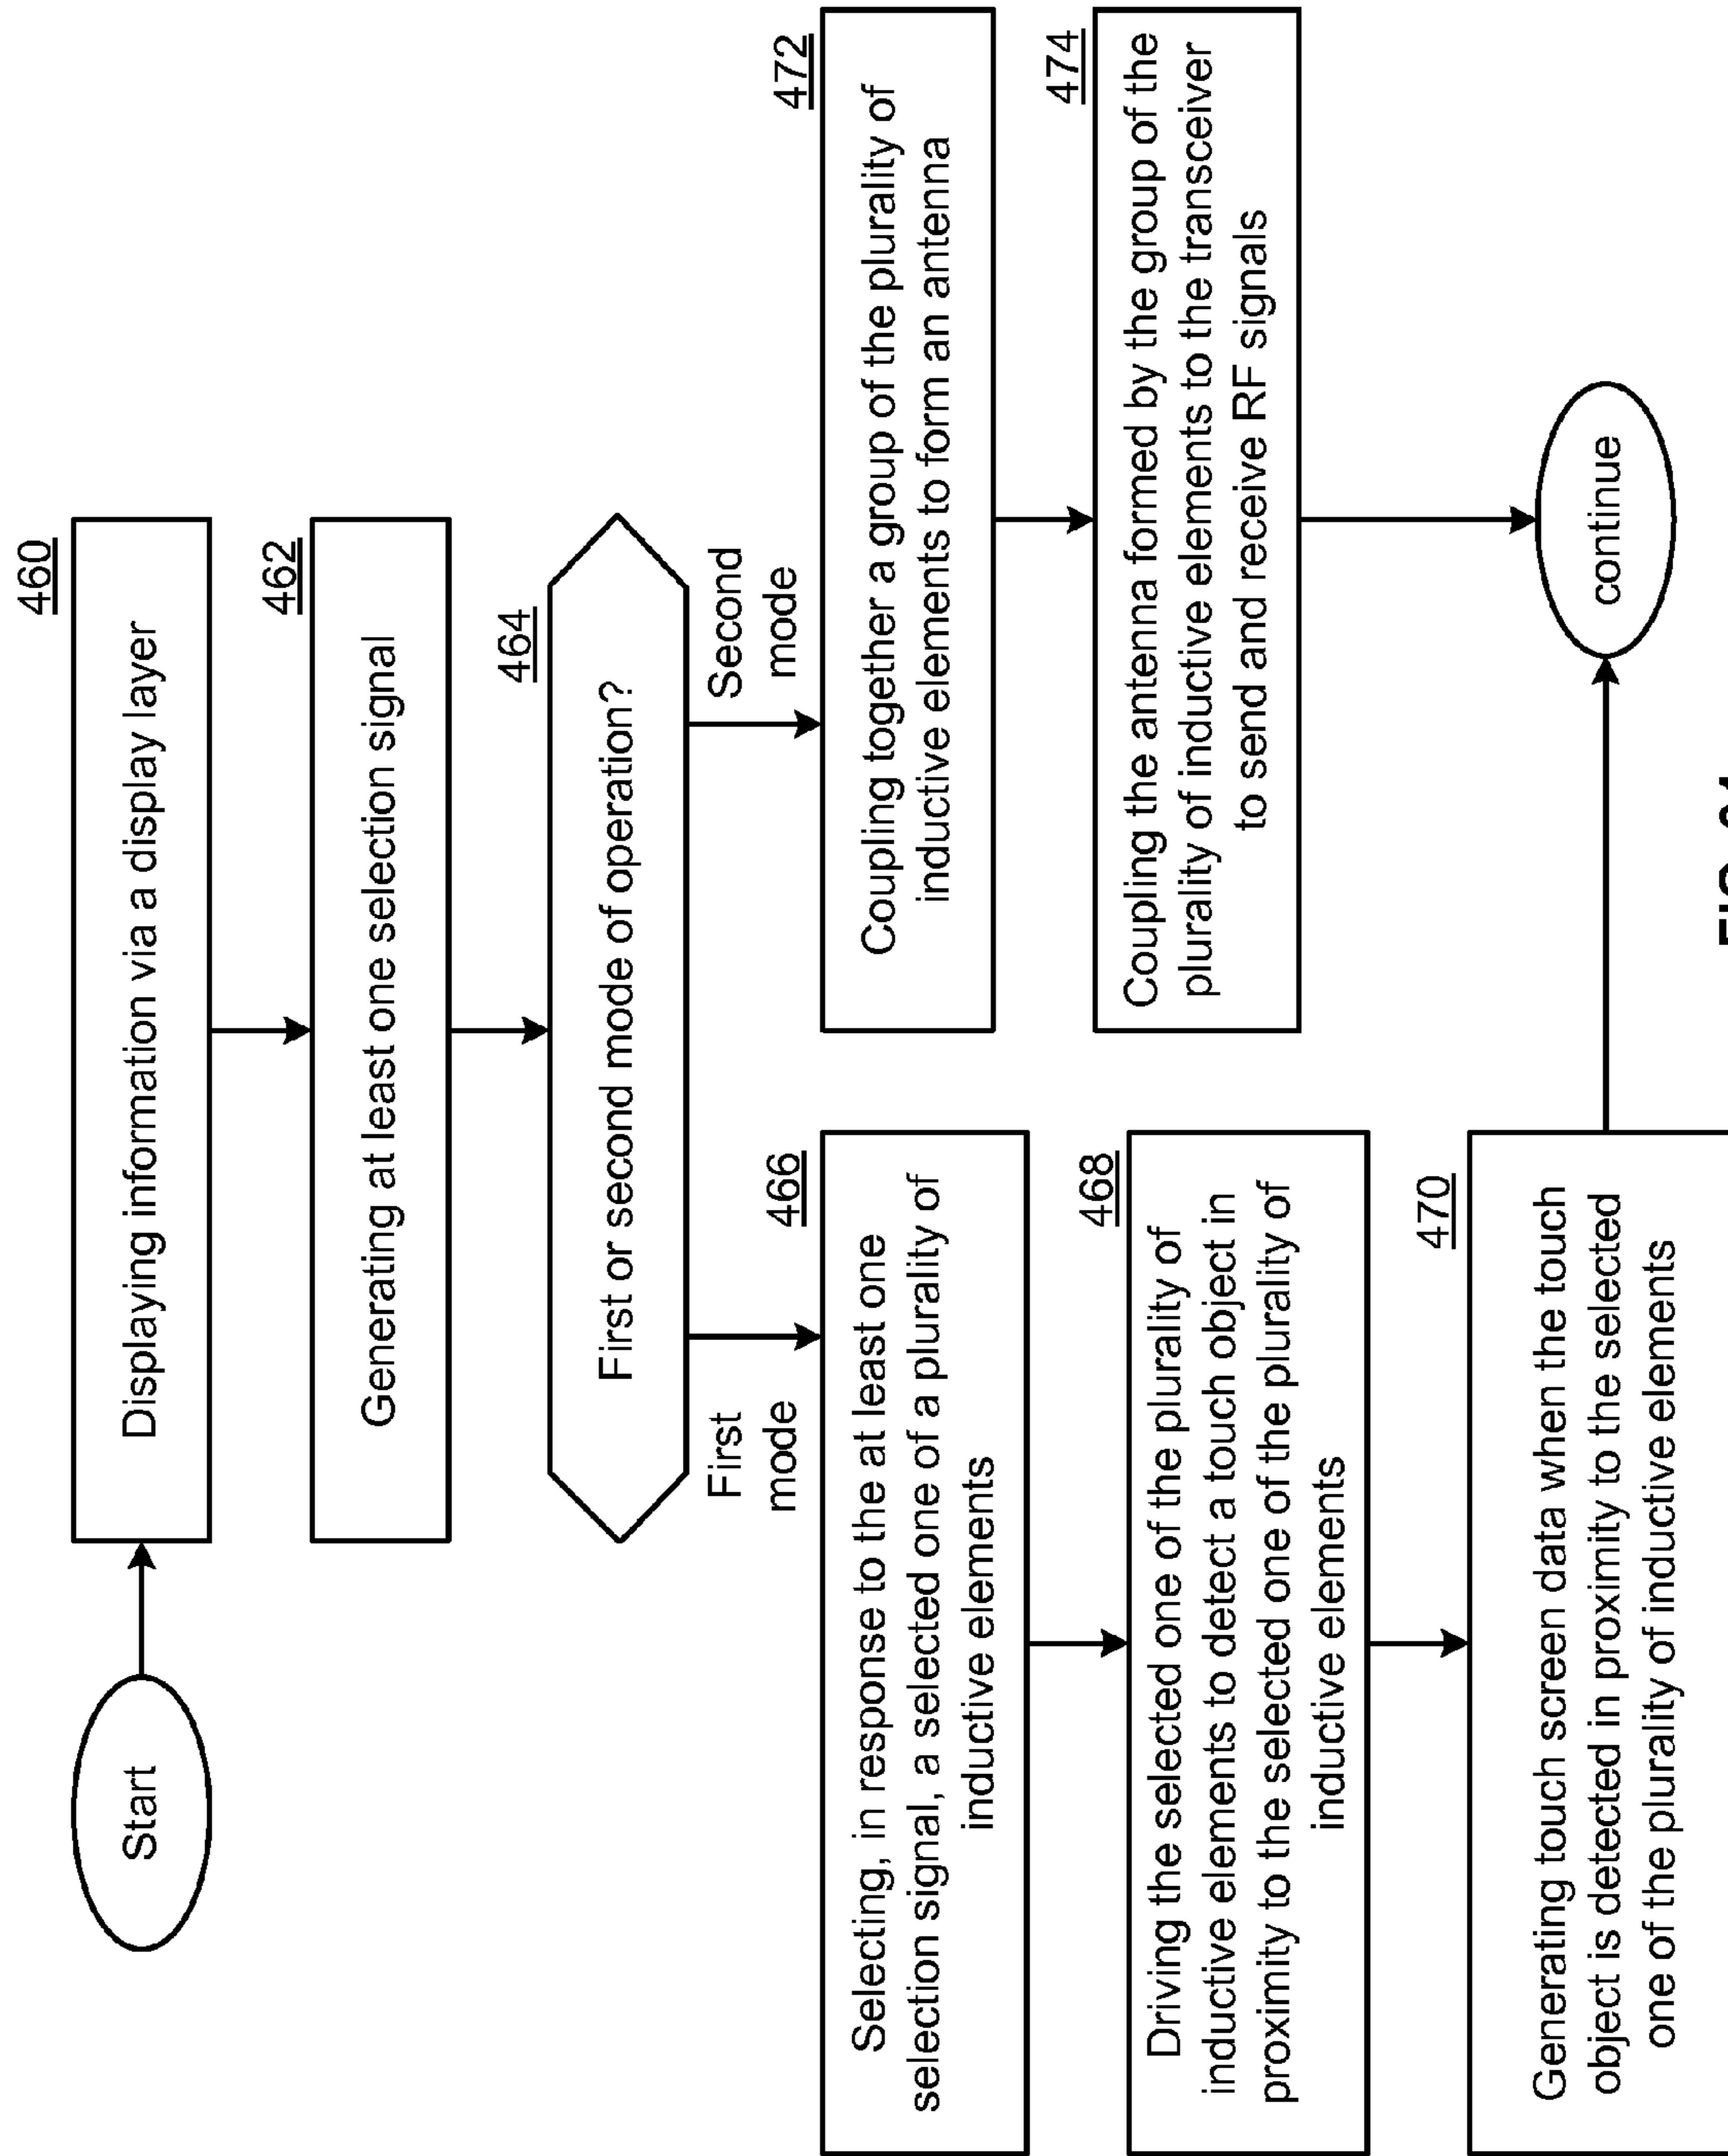 Start
460
Displaying information via a display layer
462
Generating at least one selection signal
464
First or second mode of operation?
First
mode
Second
mode
466
Selecting, in response to the at least one
selection signal, a selected one of a plurality of
inductive elements
468
Driving the selected one of the plurality of
inductive elements to detect a touch object in
proximity to the selected one of the plurality of
inductive elements
470
Generating touch screen data when the touch
object is detected in proximity to the selected
one of the plurality of inductive elements
472
Coupling together a group of the plurality of
inductive elements to form an antenna
474
Coupling the antenna formed by the group of the
plurality of inductive elements to the transceiver
to send and receive RF signals
continue
FIG.